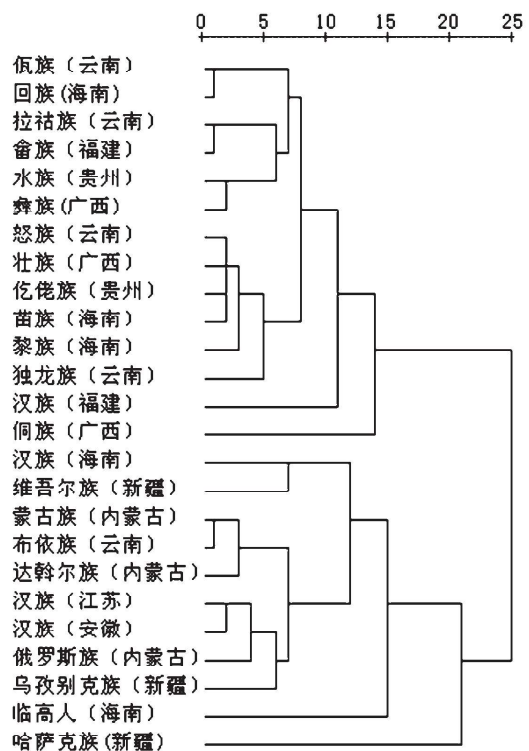 0 5 10 15 20 25
佤族（云南）
回族(海南）
拉祜族（云南）
畲族（福建）
水族（贵州）
彝族(广西）
怒族（云南）
壮族（广西）
仡佬族（贵州）
苗族（海南）
黎族（海南）
独龙族（云南）
汉族（福建）
侗族（广西）
汉族（海南）
维吾尔族（新疆）
蒙古族（内蒙古）
布依族（云南）
达斡尔族（内蒙古）
汉族（江苏）
汉族（安徽）
俄罗斯族（内蒙古）
乌孜别克族（新疆）
临高人（海南）
哈萨克族(新疆）